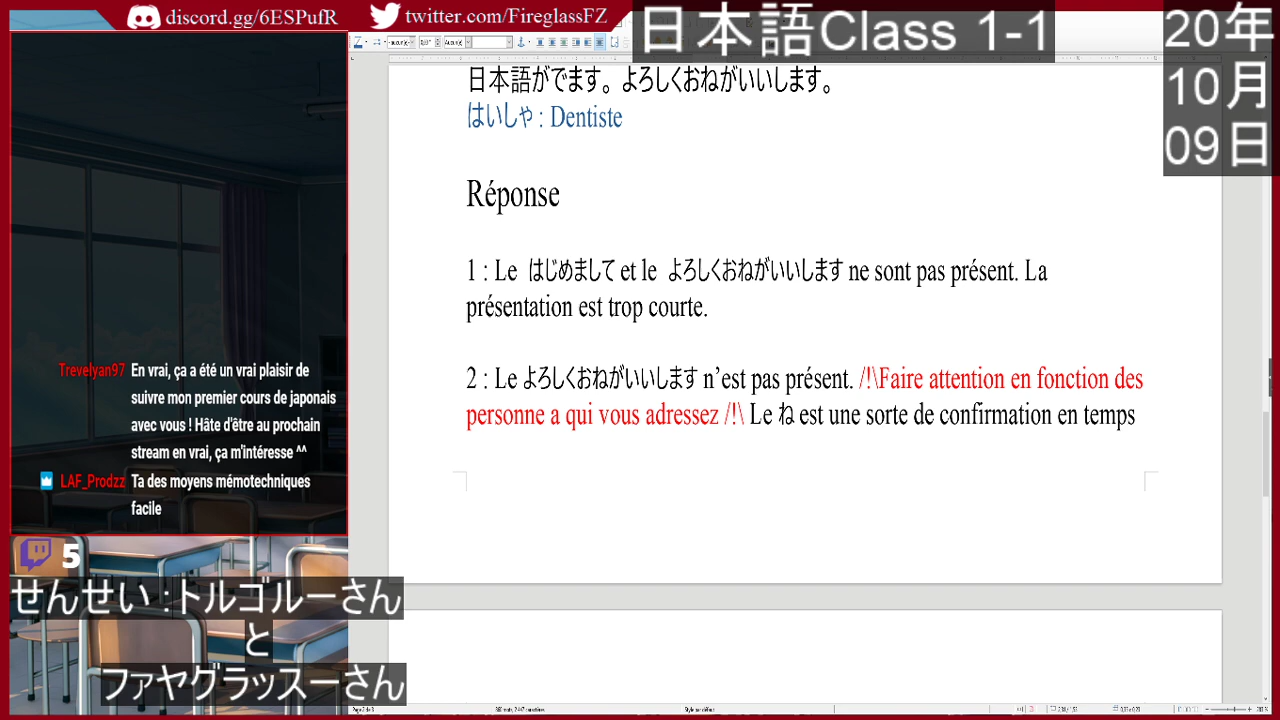 discord.gg/6ESPufR
twitter.com/FireglassFZ
日本語Class 1-1
20年
10月
09日
日本語がでます。よろしくおねがいいします。
はいしゃ : Dentiste
Réponse
1 : Le はじめまして et le よろしくおねがいいします ne sont pas présent. La
présentation est trop courte.
2 : Le よろしくおねがいいします n’est pas présent. /!\Faire attention en fonction des
personne a qui vous adressez /!\ Le ね est une sorte de confirmation en temps
Trevelyan97 En vrai, ça a été un vrai plaisir de
suivre mon premier cours de japonais
avec vous ! Hâte d'être au prochain
stream en vrai, ça m'intéresse ^^
LAF_Prodzz Ta des moyens mémotechniques
facile
5
せんせい :トルゴルーさん
と
ファヤグラッスーさん